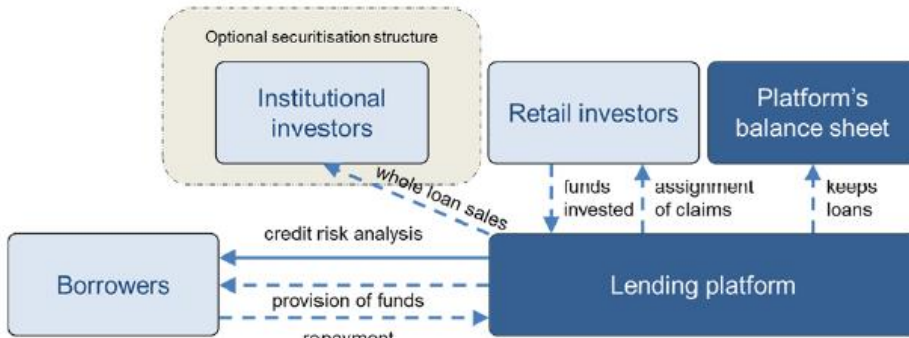 Optional securitisation structure
Institutional
investors
Retail investors
Platform's
balance sheet
whole loan sales
funds
invested
assignment
of claims
keeps
loans
credit risk analysis
Borrowers
provision of funds
repayment
Lending platform